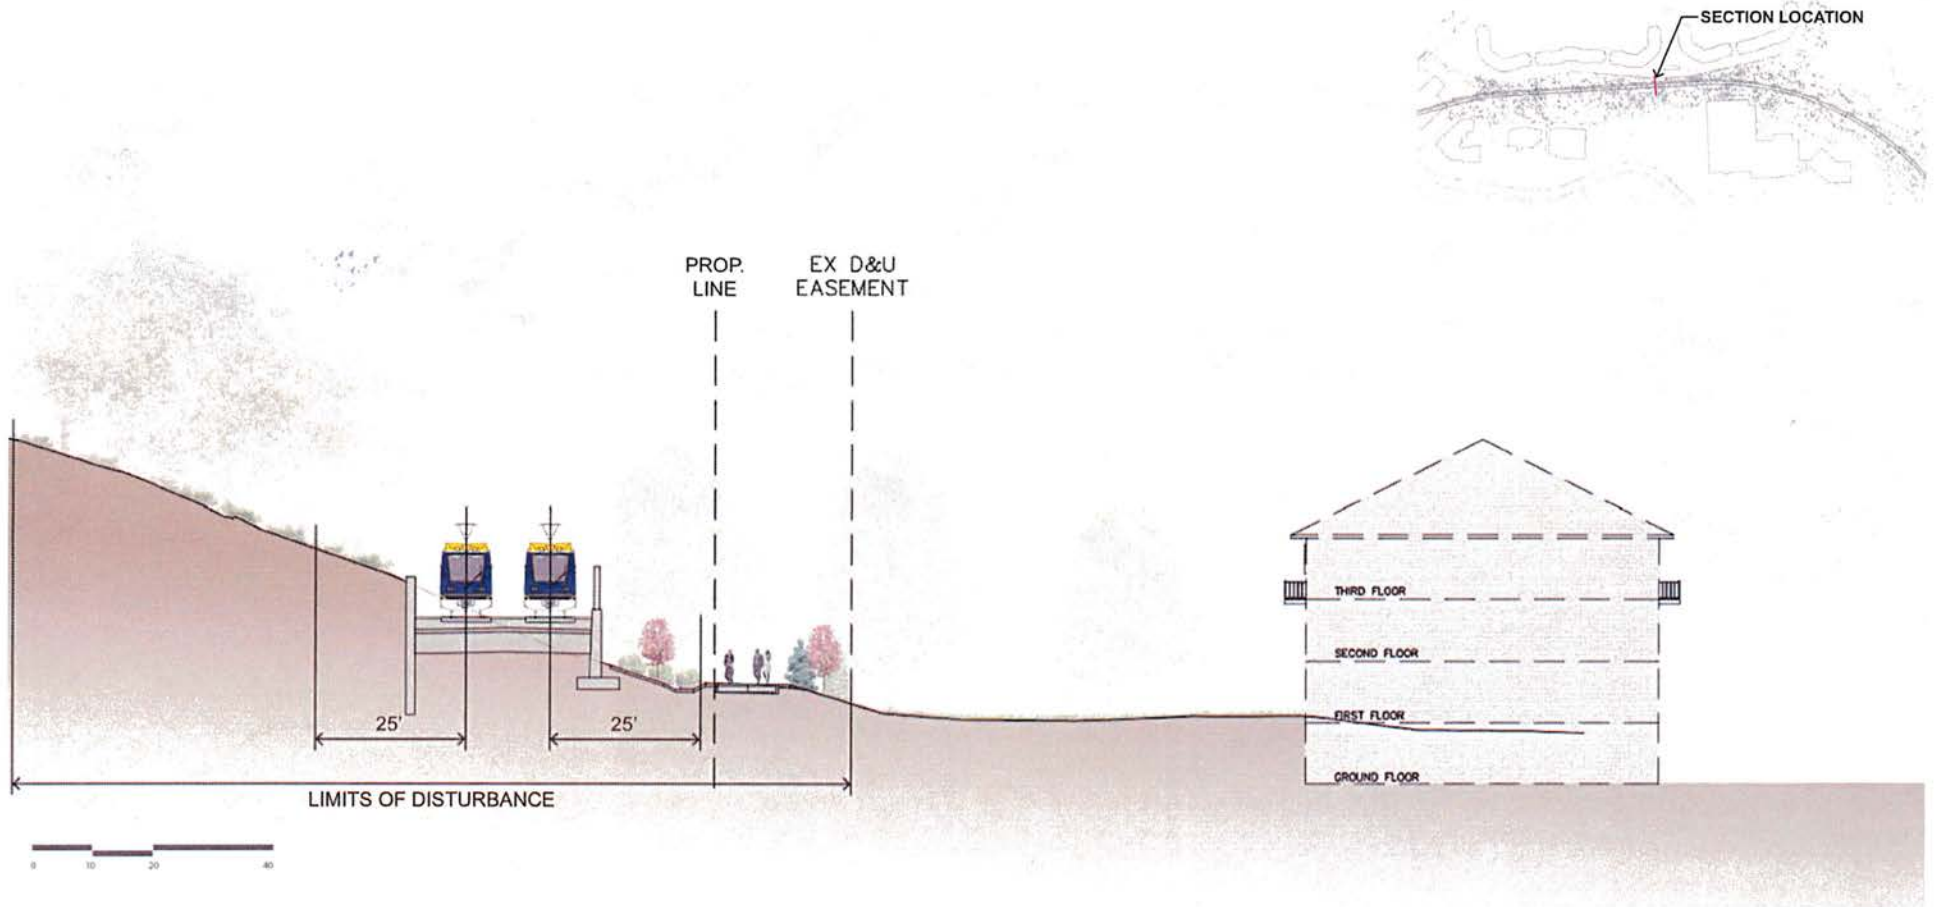 SECTION LOCATION
PROP.
LINE
EX D&U
EASEMENT
THIRD FLOOR
SECOND FLOOR
FIRST FLOOR
25'
25'
GROUND FLOOR
LIMITS OF DISTURBANCE
0 10 20 40